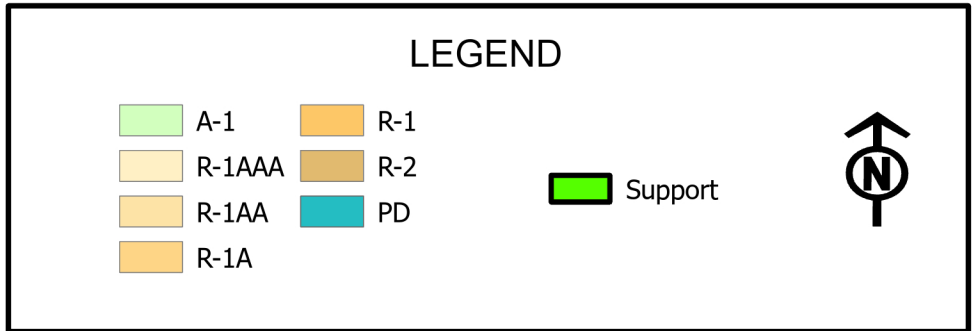 LEGEND
A-1
R-1AAA
R-1AA
R-1A
R-1
R-2
PD
Support
N